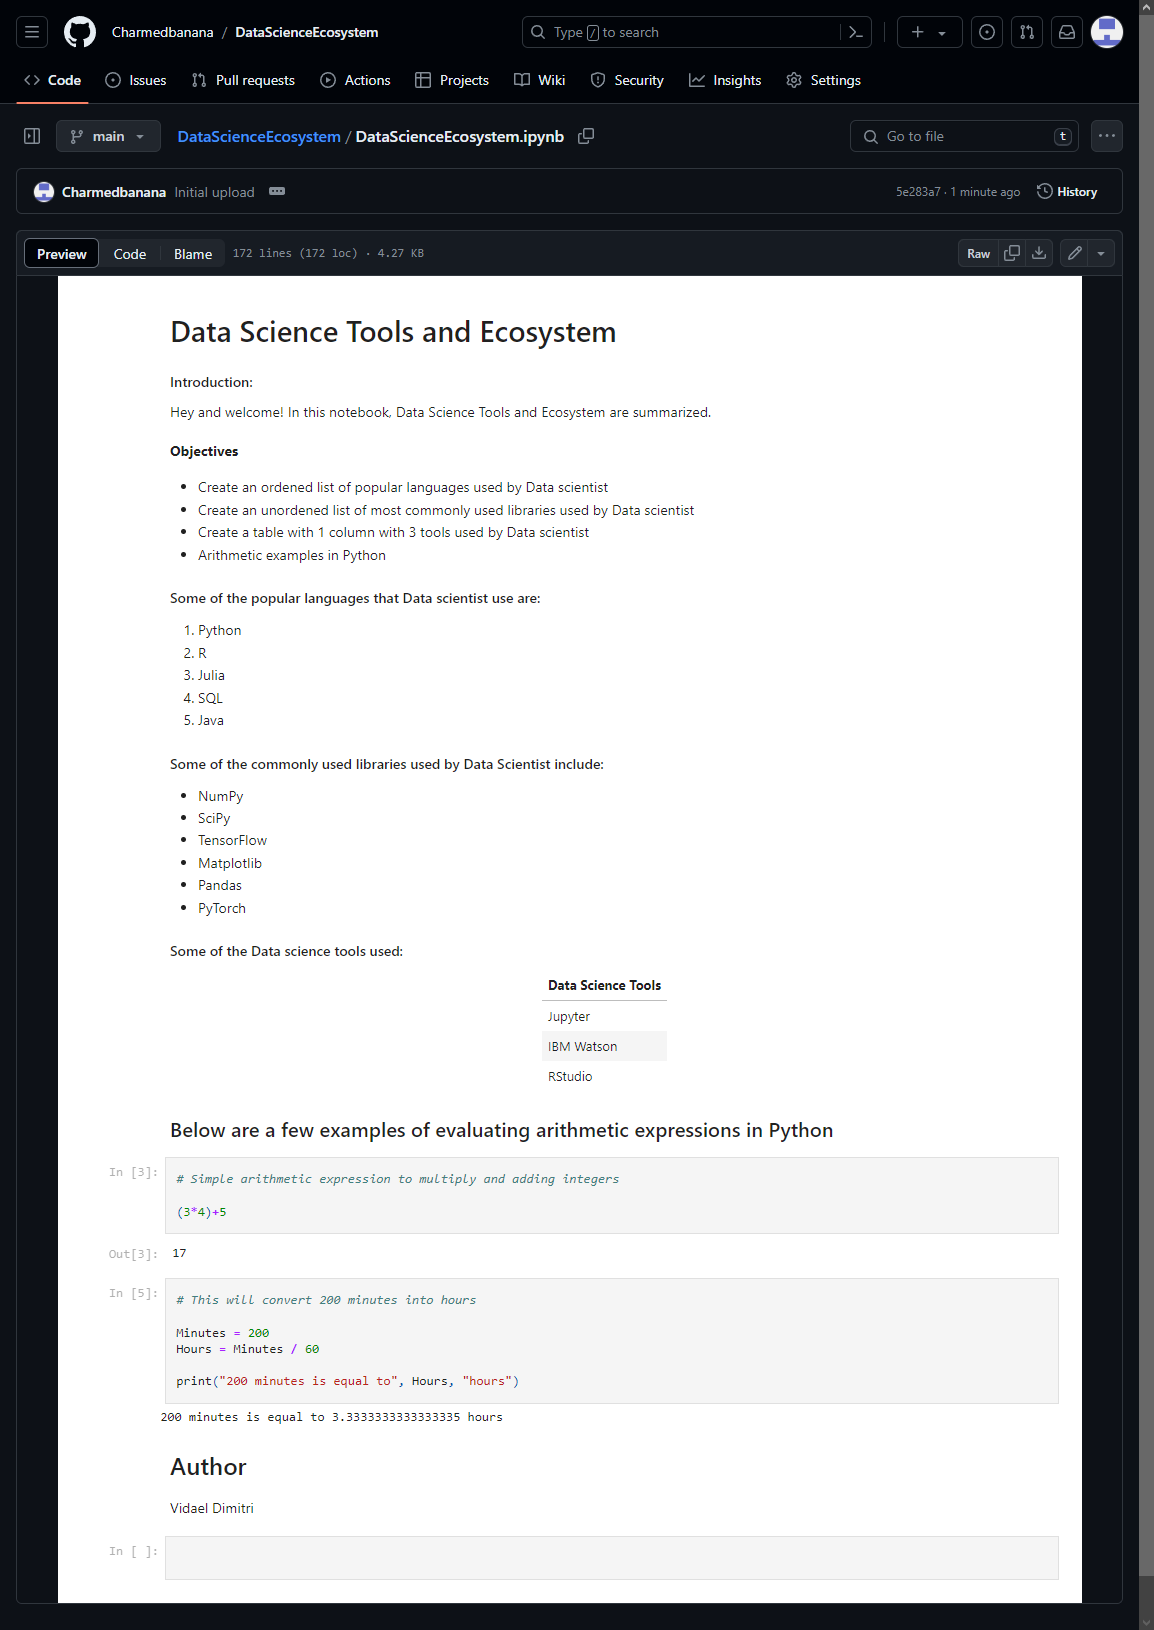 Charmedbanana / DataScienceEcosystem
Type / to search
Code Issues Pull requests Actions Projects Wiki Security Insights Settings
main DataScienceEcosystem / DataScienceEcosystem.ipynb
Go to file t
Charmedbanana Initial upload
5e283a7 · 1 minute ago History
Preview Code Blame 172 lines (172 loc) · 4.27 KB
Raw
Data Science Tools and Ecosystem
Introduction:
Hey and welcome! In this notebook, Data Science Tools and Ecosystem are summarized.
Objectives
• Create an ordened list of popular languages used by Data scientist
• Create an unordened list of most commonly used libraries used by Data scientist
• Create a table with 1 column with 3 tools used by Data scientist
• Arithmetic examples in Python
Some of the popular languages that Data scientist use are:
1. Python
2. R
3. Julia
4. SQL
5. Java
Some of the commonly used libraries used by Data Scientist include:
• NumPy
• SciPy
• TensorFlow
• Matplotlib
• Pandas
• PyTorch
Some of the Data science tools used:
Data Science Tools
Jupyter
IBM Watson
RStudio
Below are a few examples of evaluating arithmetic expressions in Python
In [3]:
# Simple arithmetic expression to multiply and adding integers
(3*4)+5
Out[3]: 17
In [5]:
# This will convert 200 minutes into hours
Minutes = 200
Hours = Minutes / 60
print("200 minutes is equal to", Hours, "hours")
200 minutes is equal to 3.3333333333333335 hours
Author
Vidael Dimitri
In [ ]: